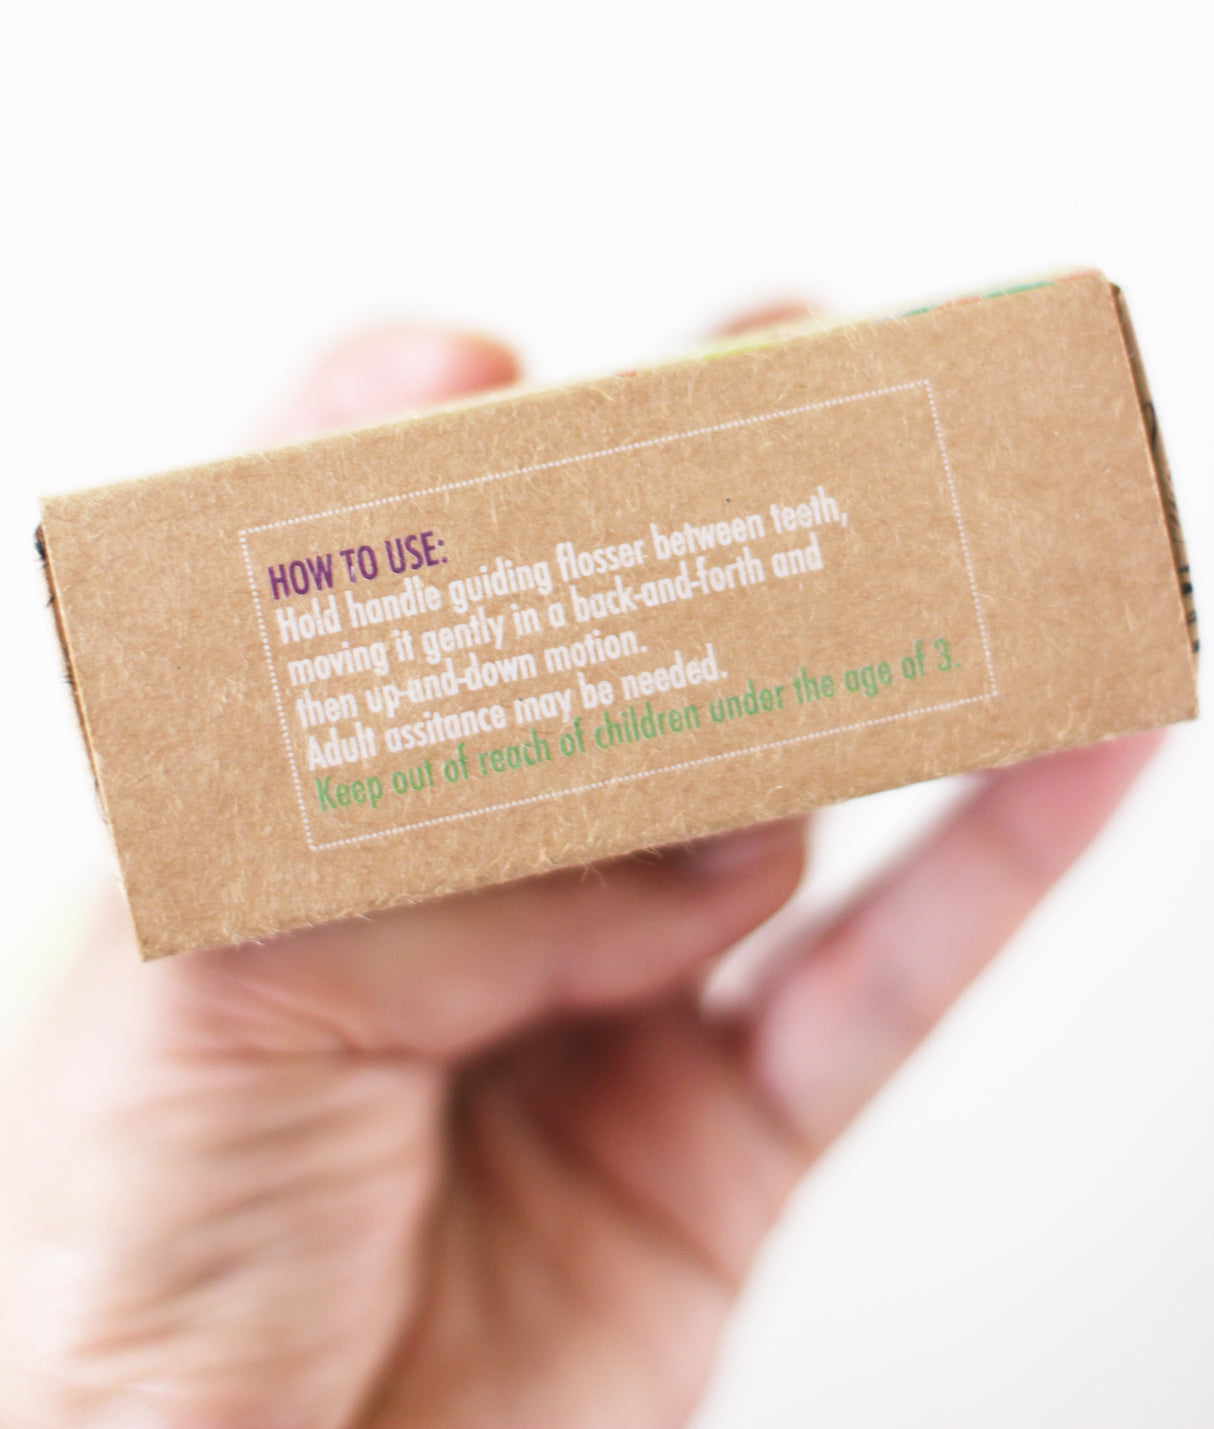 HOW TO USE:
Hold handle guiding flosser between teeth,
moving it gently in a back-and-forth and
then up-and-down motion.
Adult assitance may be needed.
Keep out of reach of children under the age of 3.